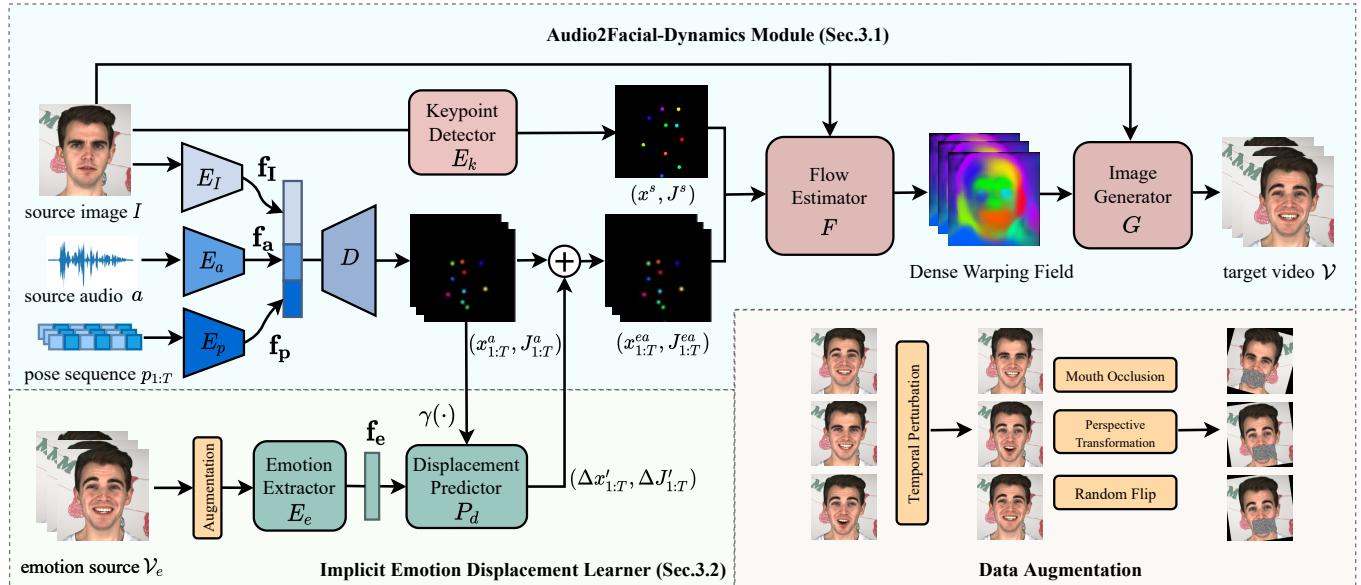 Audio2Facial-Dynamics Module (Sec.3.1)
source image I
source audio a
pose sequence p_{1:T}
E_I
E_a
E_p
f_I
f_a
f_p
D
Keypoint
Detector
E_k
(x^s, J^s)
(x^a_{1:T}, J^a_{1:T})
(x^{ea}_{1:T}, J^{ea}_{1:T})
Flow
Estimator
F
Dense Warping Field
Image
Generator
G
target video 𝒱
γ(·)
emotion source 𝒱_e
Augmentation
Emotion
Extractor
E_e
f_e
Displacement
Predictor
P_d
(Δx′_{1:T}, ΔJ′_{1:T})
Implicit Emotion Displacement Learner (Sec.3.2)
Temporal Perturbation
Mouth Occlusion
Perspective
Transformation
Random Flip
Data Augmentation